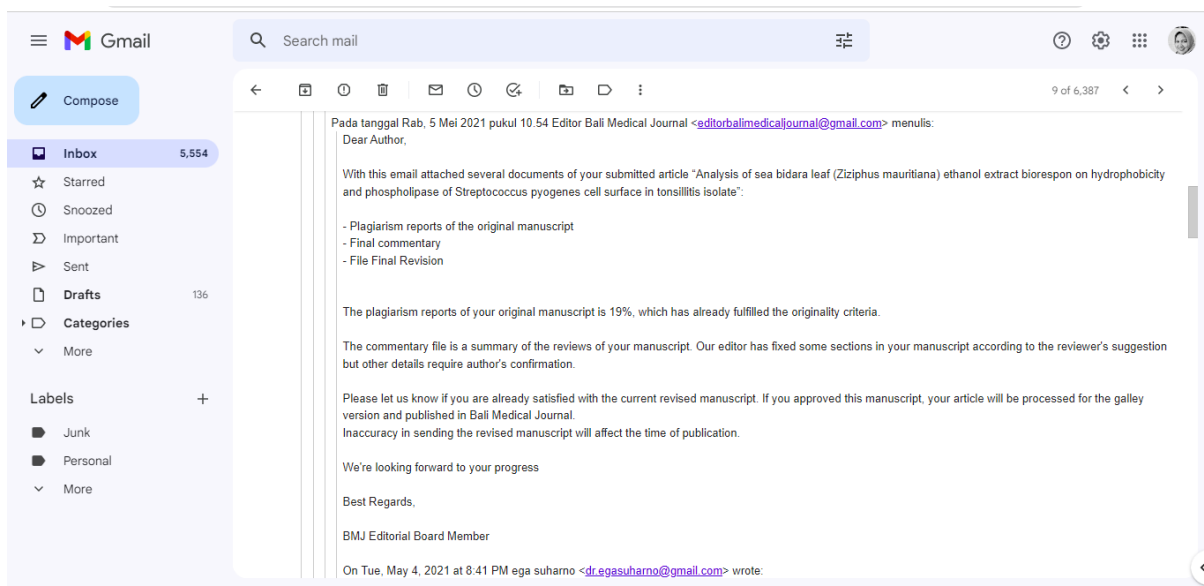 Gmail
Search mail
Compose
9 of 6,387
Inbox 5,554
Starred
Snoozed
Important
Sent
Drafts 136
Categories
More
Labels +
Junk
Personal
More
Pada tanggal Rab, 5 Mei 2021 pukul 10.54 Editor Bali Medical Journal <editorbalimedicaljournal@gmail.com> menulis:
Dear Author,
With this email attached several documents of your submitted article “Analysis of sea bidara leaf (Ziziphus mauritiana) ethanol extract biorespon on hydrophobicity
and phospholipase of Streptococcus pyogenes cell surface in tonsillitis isolate”:
- Plagiarism reports of the original manuscript
- Final commentary
- File Final Revision
The plagiarism reports of your original manuscript is 19%, which has already fulfilled the originality criteria.
The commentary file is a summary of the reviews of your manuscript. Our editor has fixed some sections in your manuscript according to the reviewer's suggestion
but other details require author's confirmation.
Please let us know if you are already satisfied with the current revised manuscript. If you approved this manuscript, your article will be processed for the galley
version and published in Bali Medical Journal.
Inaccuracy in sending the revised manuscript will affect the time of publication.
We're looking forward to your progress
Best Regards,
BMJ Editorial Board Member
On Tue, May 4, 2021 at 8:41 PM ega suharno <dr.egasuharno@gmail.com> wrote: